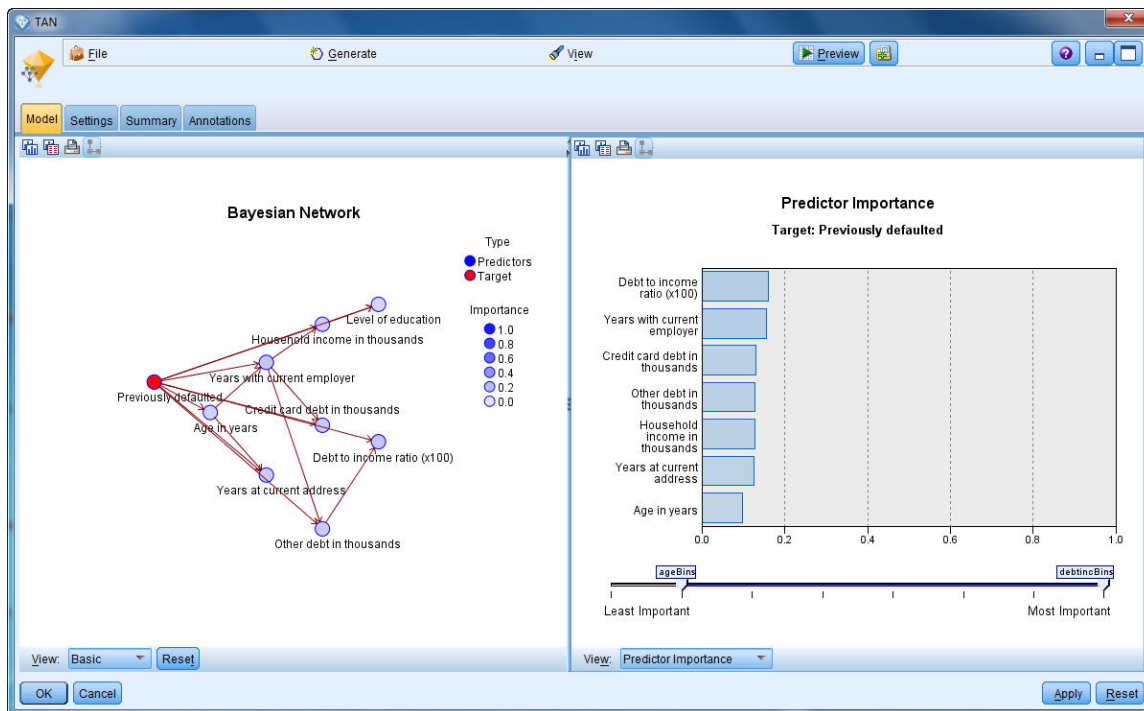 TAN
File Generate View Preview
Model Settings Summary Annotations
Bayesian Network
Type
Predictors
Target
Importance
1.0
0.8
0.6
0.4
0.2
0.0
Level of education
Household income in thousands
Years with current employer
Previously defaulted
Credit card debt in thousands
Age in years
Debt to income ratio (x100)
Years at current address
Other debt in thousands
View: Basic Reset
Predictor Importance
Target: Previously defaulted
Debt to income
ratio (x100)
Years with current
employer
Credit card debt in
thousands
Other debt in
thousands
Household
income in
thousands
Years at current
address
Age in years
0.0 0.2 0.4 0.6 0.8 1.0
ageBins debtincBins
Least Important Most Important
View: Predictor Importance
OK Cancel Apply Reset